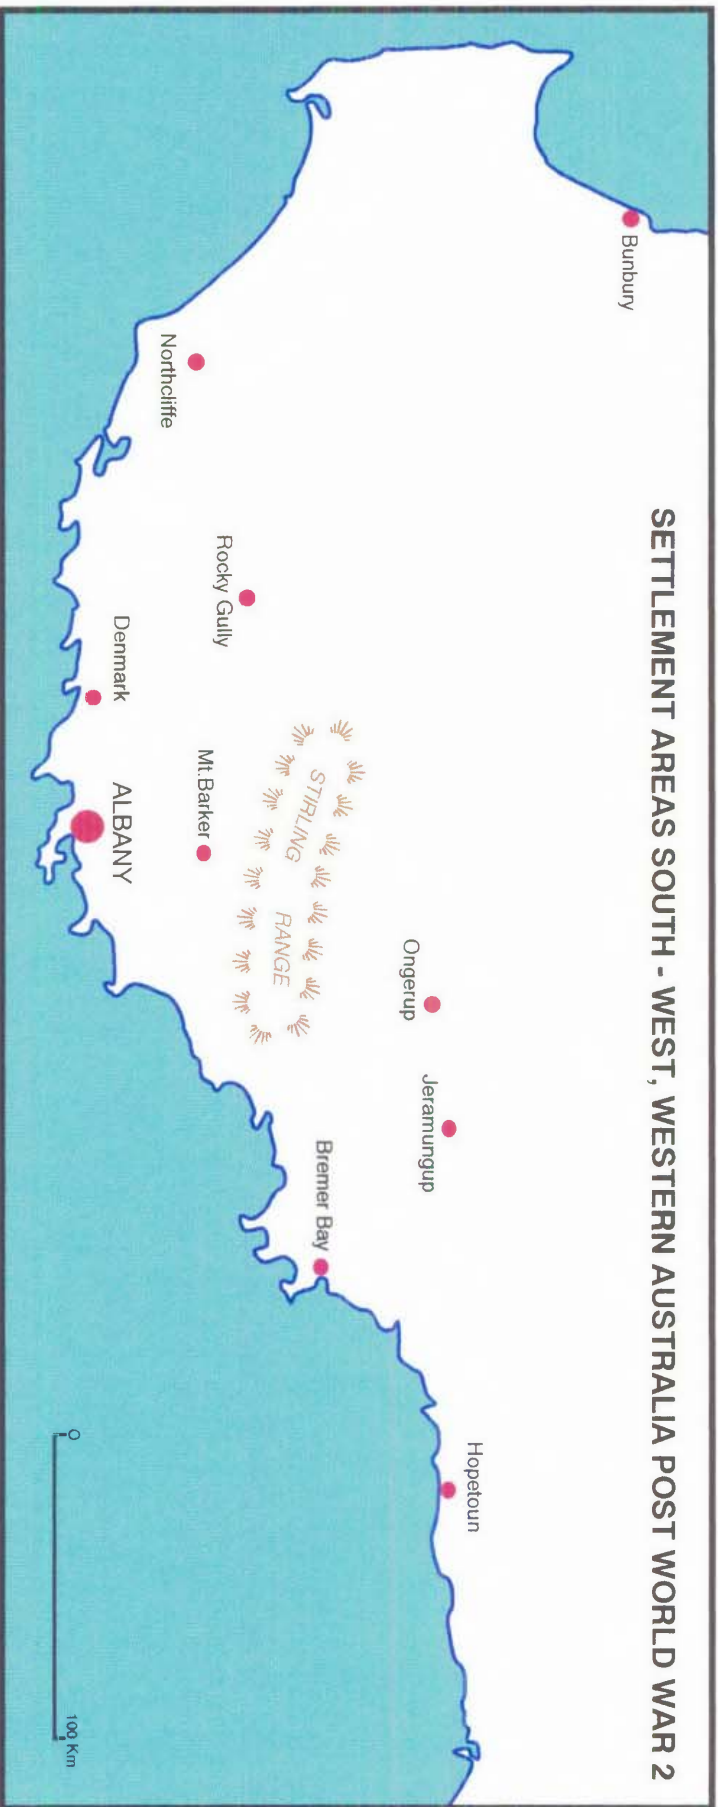 SETTLEMENT AREAS SOUTH - WEST, WESTERN AUSTRALIA POST WORLD WAR 2
Bunbury
Hopetoun
Jeramungup
Ongerup
Bremer Bay
STIRLING RANGE
Rocky Gully
Mt.Barker
Northcliffe
Denmark
ALBANY
0
100 Km